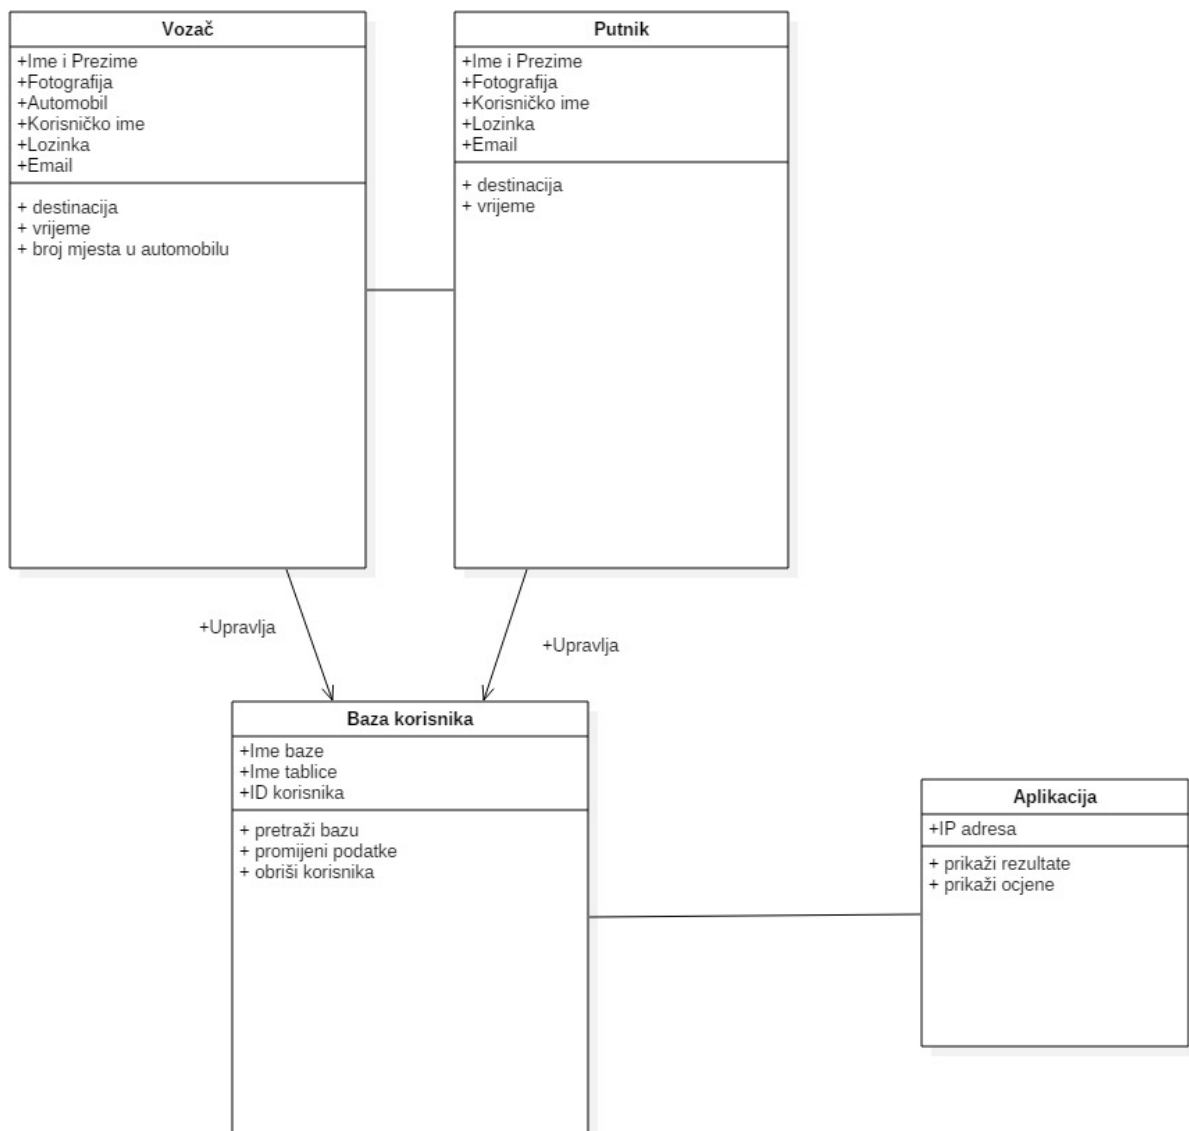 Vozač
+Ime i Prezime
+Fotografija
+Automobil
+Korisničko ime
+Lozinka
+Email
+ destinacija
+ vrijeme
+ broj mjesta u automobilu
Putnik
+Ime i Prezime
+Fotografija
+Korisničko ime
+Lozinka
+Email
+ destinacija
+ vrijeme
+Upravlja
+Upravlja
Baza korisnika
+Ime baze
+Ime tablice
+ID korisnika
+ pretraži bazu
+ promijeni podatke
+ obriši korisnika
Aplikacija
+IP adresa
+ prikaži rezultate
+ prikaži ocjene